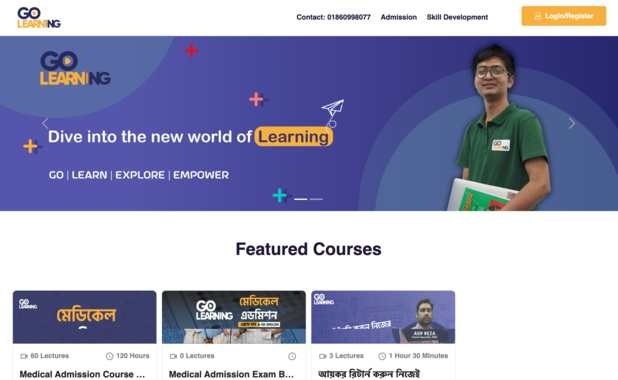 GO
LEARNING
Contact: 01860998077 Admission Skill Development
Login/Register
GO
LEARNING
Dive into the new world of Learning
GO | LEARN | EXPLORE | EMPOWER
GO
LEARNING
Featured Courses
GO
LEARNING
মেডিকেল
60 Lectures 120 Hours
Medical Admission Course ...
GO
LEARNING
মেডিকেল
এডমিশন
GO ENGLISH
0 Lectures
Medical Admission Exam B...
GO
LEARNING
রিটার্ন করুন নিজেই
ASIF REZA
3 Lectures 1 Hour 30 Minutes
আয়কর রিটার্ন করুন নিজেই